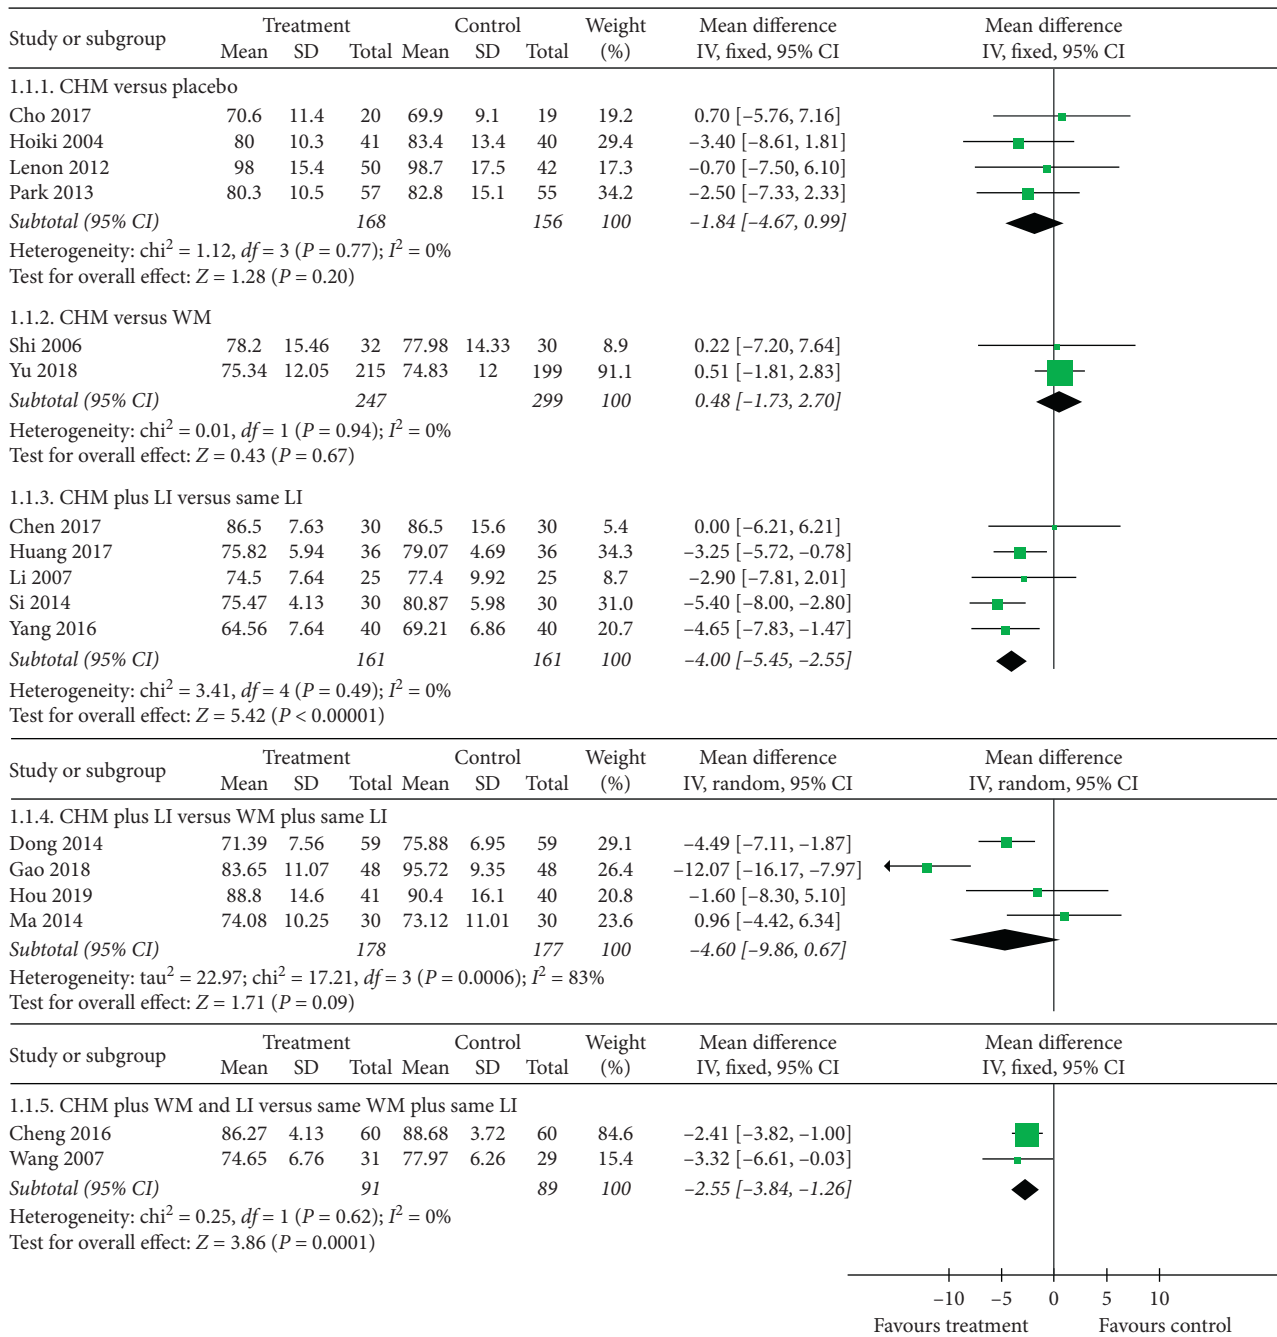 Study or subgroup Treatment Control Weight Mean difference Mean difference
Mean SD Total Mean SD Total (%) IV, fixed, 95% CI IV, fixed, 95% CI
1.1.1. CHM versus placebo
Cho 2017 70.6 11.4 20 69.9 9.1 19 19.2 0.70 [–5.76, 7.16]
Hoiki 2004 80 10.3 41 83.4 13.4 40 29.4 –3.40 [–8.61, 1.81]
Lenon 2012 98 15.4 50 98.7 17.5 42 17.3 –0.70 [–7.50, 6.10]
Park 2013 80.3 10.5 57 82.8 15.1 55 34.2 –2.50 [–7.33, 2.33]
Subtotal (95% CI) 168 156 100 –1.84 [–4.67, 0.99]
Heterogeneity: chi² = 1.12, df = 3 (P = 0.77); I² = 0%
Test for overall effect: Z = 1.28 (P = 0.20)
1.1.2. CHM versus WM
Shi 2006 78.2 15.46 32 77.98 14.33 30 8.9 0.22 [–7.20, 7.64]
Yu 2018 75.34 12.05 215 74.83 12 199 91.1 0.51 [–1.81, 2.83]
Subtotal (95% CI) 247 299 100 0.48 [–1.73, 2.70]
Heterogeneity: chi² = 0.01, df = 1 (P = 0.94); I² = 0%
Test for overall effect: Z = 0.43 (P = 0.67)
1.1.3. CHM plus LI versus same LI
Chen 2017 86.5 7.63 30 86.5 15.6 30 5.4 0.00 [–6.21, 6.21]
Huang 2017 75.82 5.94 36 79.07 4.69 36 34.3 –3.25 [–5.72, –0.78]
Li 2007 74.5 7.64 25 77.4 9.92 25 8.7 –2.90 [–7.81, 2.01]
Si 2014 75.47 4.13 30 80.87 5.98 30 31.0 –5.40 [–8.00, –2.80]
Yang 2016 64.56 7.64 40 69.21 6.86 40 20.7 –4.65 [–7.83, –1.47]
Subtotal (95% CI) 161 161 100 –4.00 [–5.45, –2.55]
Heterogeneity: chi² = 3.41, df = 4 (P = 0.49); I² = 0%
Test for overall effect: Z = 5.42 (P < 0.00001)
Study or subgroup Treatment Control Weight Mean difference Mean difference
Mean SD Total Mean SD Total (%) IV, random, 95% CI IV, random, 95% CI
1.1.4. CHM plus LI versus WM plus same LI
Dong 2014 71.39 7.56 59 75.88 6.95 59 29.1 –4.49 [–7.11, –1.87]
Gao 2018 83.65 11.07 48 95.72 9.35 48 26.4 –12.07 [–16.17, –7.97]
Hou 2019 88.8 14.6 41 90.4 16.1 40 20.8 –1.60 [–8.30, 5.10]
Ma 2014 74.08 10.25 30 73.12 11.01 30 23.6 0.96 [–4.42, 6.34]
Subtotal (95% CI) 178 177 100 –4.60 [–9.86, 0.67]
Heterogeneity: tau² = 22.97; chi² = 17.21, df = 3 (P = 0.0006); I² = 83%
Test for overall effect: Z = 1.71 (P = 0.09)
Study or subgroup Treatment Control Weight Mean difference Mean difference
Mean SD Total Mean SD Total (%) IV, fixed, 95% CI IV, fixed, 95% CI
1.1.5. CHM plus WM and LI versus same WM plus same LI
Cheng 2016 86.27 4.13 60 88.68 3.72 60 84.6 –2.41 [–3.82, –1.00]
Wang 2007 74.65 6.76 31 77.97 6.26 29 15.4 –3.32 [–6.61, –0.03]
Subtotal (95% CI) 91 89 100 –2.55 [–3.84, –1.26]
Heterogeneity: chi² = 0.25, df = 1 (P = 0.62); I² = 0%
Test for overall effect: Z = 3.86 (P = 0.0001)
–10 –5 0 5 10
Favours treatment Favours control